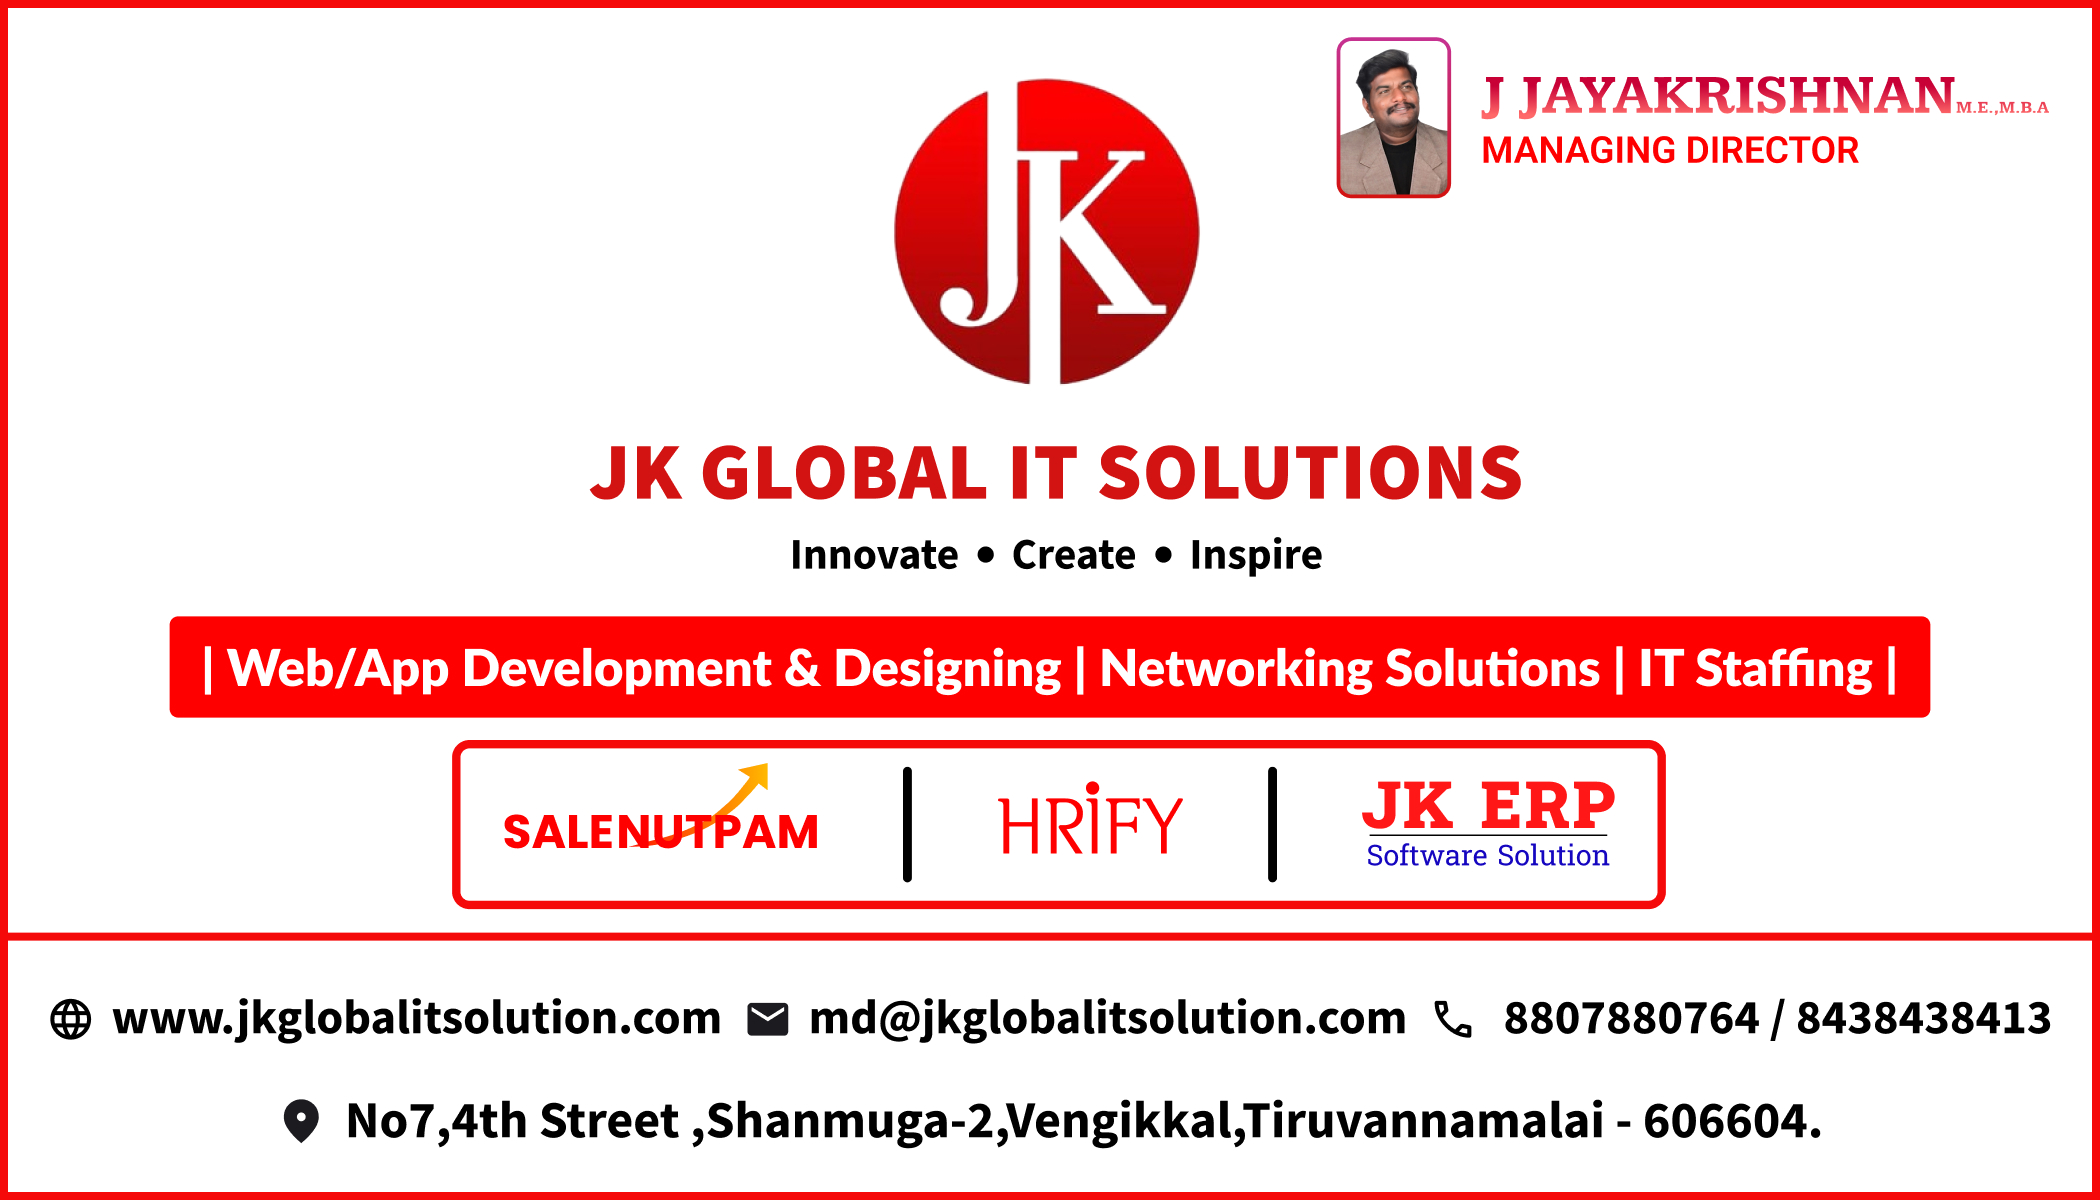 J JAYAKRISHNAN M.E.,M.B.A
MANAGING DIRECTOR
JK
JK GLOBAL IT SOLUTIONS
Innovate • Create • Inspire
| Web/App Development & Designing | Networking Solutions | IT Staffing |
SALENUTPAM
HRiFY
JK ERP
Software Solution
www.jkglobalitsolution.com md@jkglobalitsolution.com 8807880764 / 8438438413
No7,4th Street ,Shanmuga-2,Vengikkal,Tiruvannamalai - 606604.